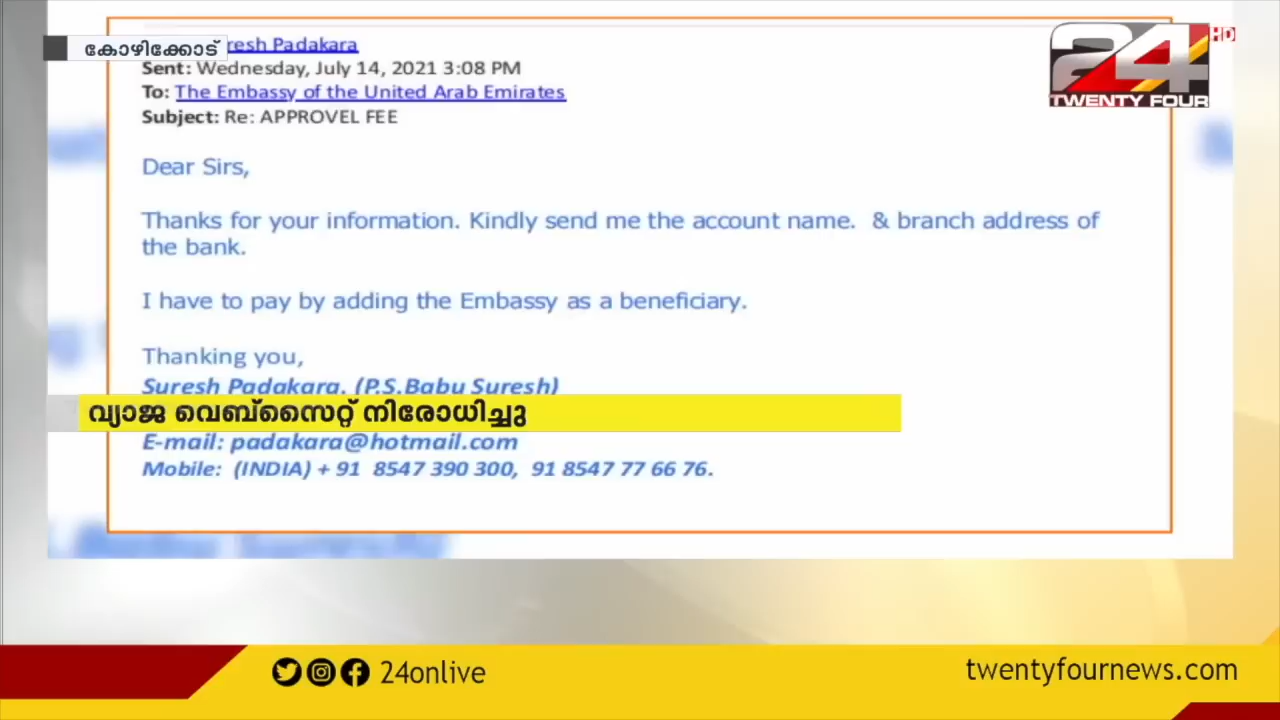 കോഴിക്കോട്
resh Padakara
24 HD
TWENTY FOUR
Sent: Wednesday, July 14, 2021 3:08 PM
To: The Embassy of the United Arab Emirates
Subject: Re: APPROVEL FEE
Dear Sirs,
Thanks for your information. Kindly send me the account name.  & branch address of
the bank.
I have to pay by adding the Embassy as a beneficiary.
Thanking you,
Suresh Padakara. (P.S.Babu Suresh)
വ്യാജ വെബ്സൈറ്റ് നിരോധിച്ചു
E-mail: padakara@hotmail.com
Mobile:  (INDIA) + 91  8547 390 300,  91 8547 77 66 76.
24onlive
twentyfournews.com